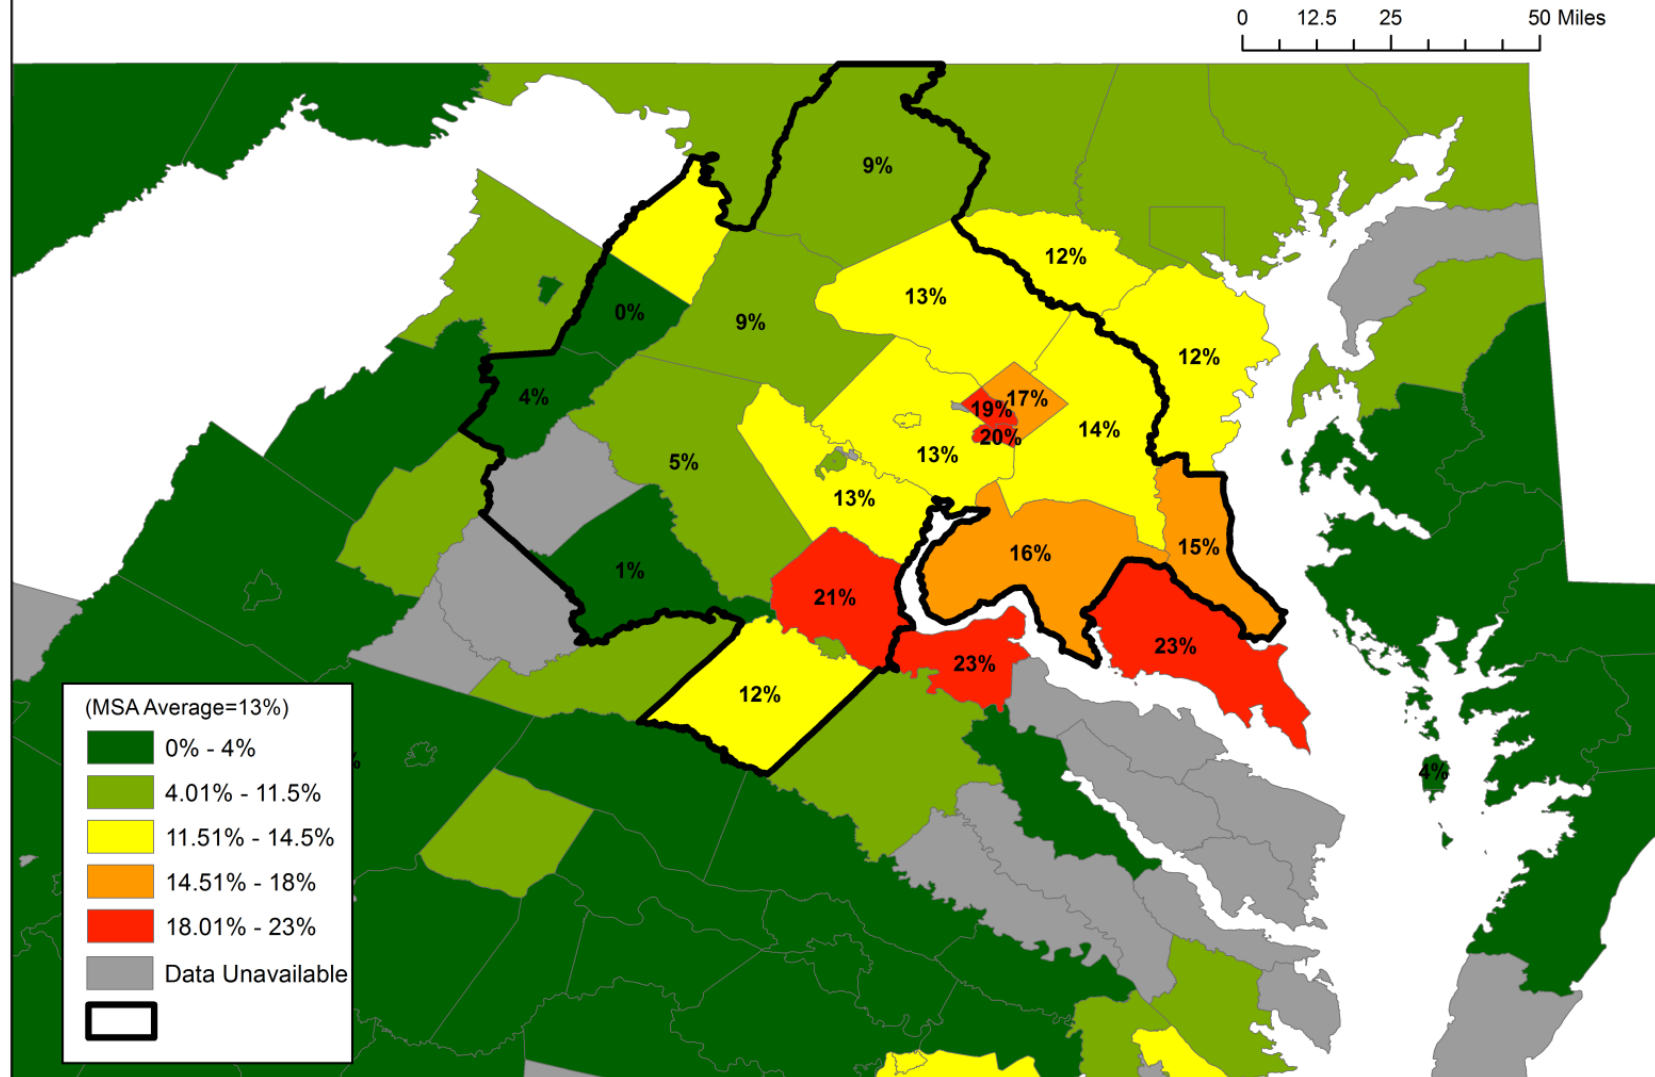 0 12.5 25 50 Miles
9%
12%
13%
0%
9%
12%
4%
17%
19%
14%
20%
13%
5%
13%
15%
16%
1%
21%
23%
23%
12%
4%
(MSA Average=13%)
0% - 4%
4.01% - 11.5%
11.51% - 14.5%
14.51% - 18%
18.01% - 23%
Data Unavailable